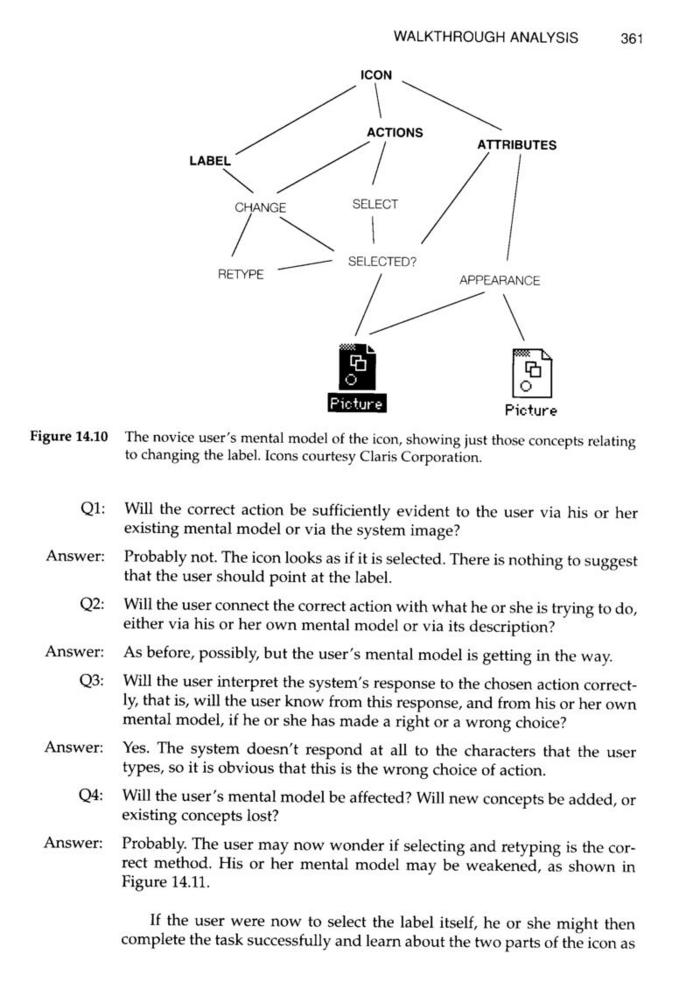 WALKTHROUGH ANALYSIS 361
ICON
ACTIONS
ATTRIBUTES
LABEL
CHANGE SELECT
SELECTED?
RETYPE
APPEARANCE
Picture Picture
Figure 14.10 The novice user's mental model of the icon, showing just those concepts relating
to changing the label. Icons courtesy Claris Corporation.
Q1: Will the correct action be sufficiently evident to the user via his or her
existing mental model or via the system image?
Answer: Probably not. The icon looks as if it is selected. There is nothing to suggest
that the user should point at the label.
Q2: Will the user connect the correct action with what he or she is trying to do,
either via his or her own mental model or via its description?
Answer: As before, possibly, but the user's mental model is getting in the way.
Q3: Will the user interpret the system's response to the chosen action correct-
ly, that is, will the user know from this response, and from his or her own
mental model, if he or she has made a right or a wrong choice?
Answer: Yes. The system doesn't respond at all to the characters that the user
types, so it is obvious that this is the wrong choice of action.
Q4: Will the user's mental model be affected? Will new concepts be added, or
existing concepts lost?
Answer: Probably. The user may now wonder if selecting and retyping is the cor-
rect method. His or her mental model may be weakened, as shown in
Figure 14.11.
If the user were now to select the label itself, he or she might then
complete the task successfully and learn about the two parts of the icon as